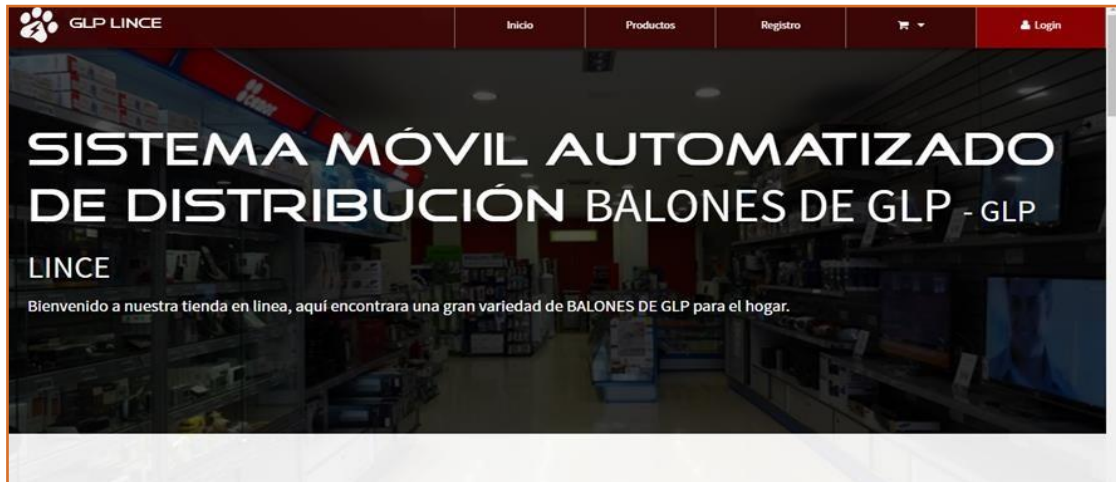 GLP LINCE
Inicio
Productos
Registro
Login
SISTEMA MÓVIL AUTOMATIZADO
DE DISTRIBUCIÓN BALONES DE GLP - GLP
LINCE
Bienvenido a nuestra tienda en linea, aquí encontrara una gran variedad de BALONES DE GLP para el hogar.